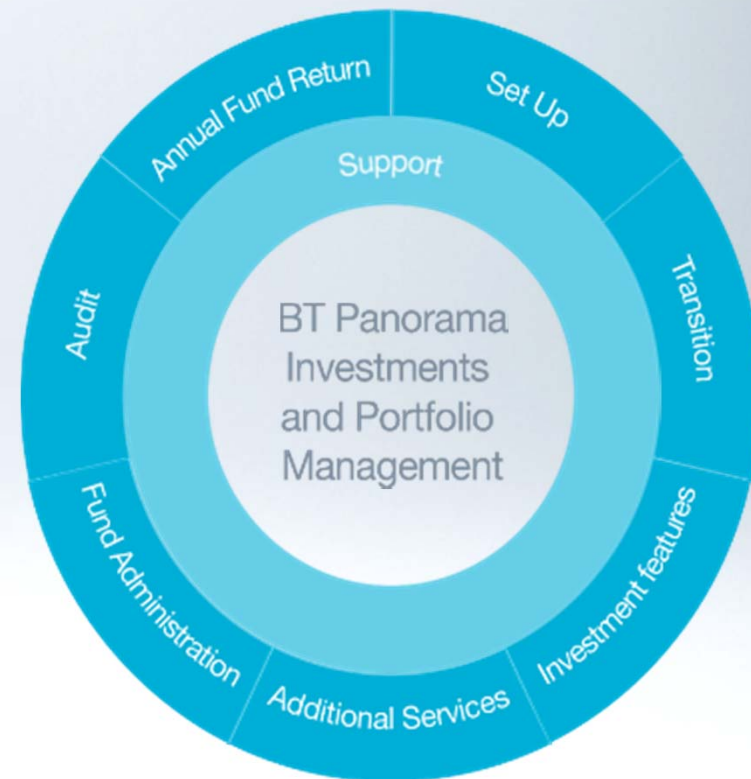 Annual Fund Return
Set Up
Support
Transition
Audit
BT Panorama
Investments
and Portfolio
Management
Investment features
Fund Administration
Additional Services